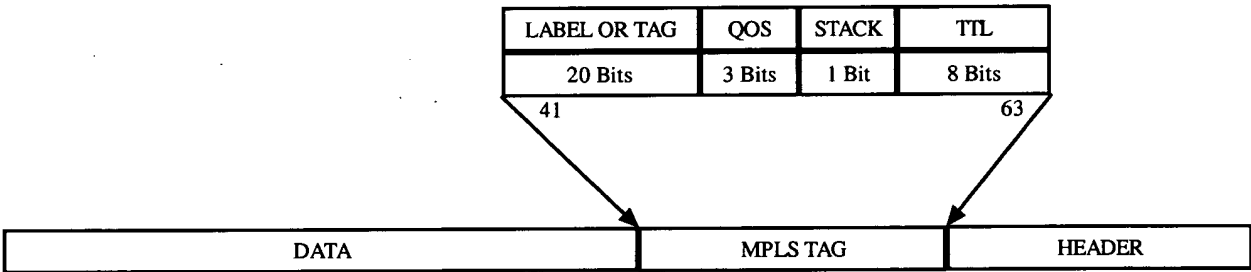 LABEL OR TAG QOS STACK TTL
20 Bits 3 Bits 1 Bit 8 Bits
41 63
DATA MPLS TAG HEADER